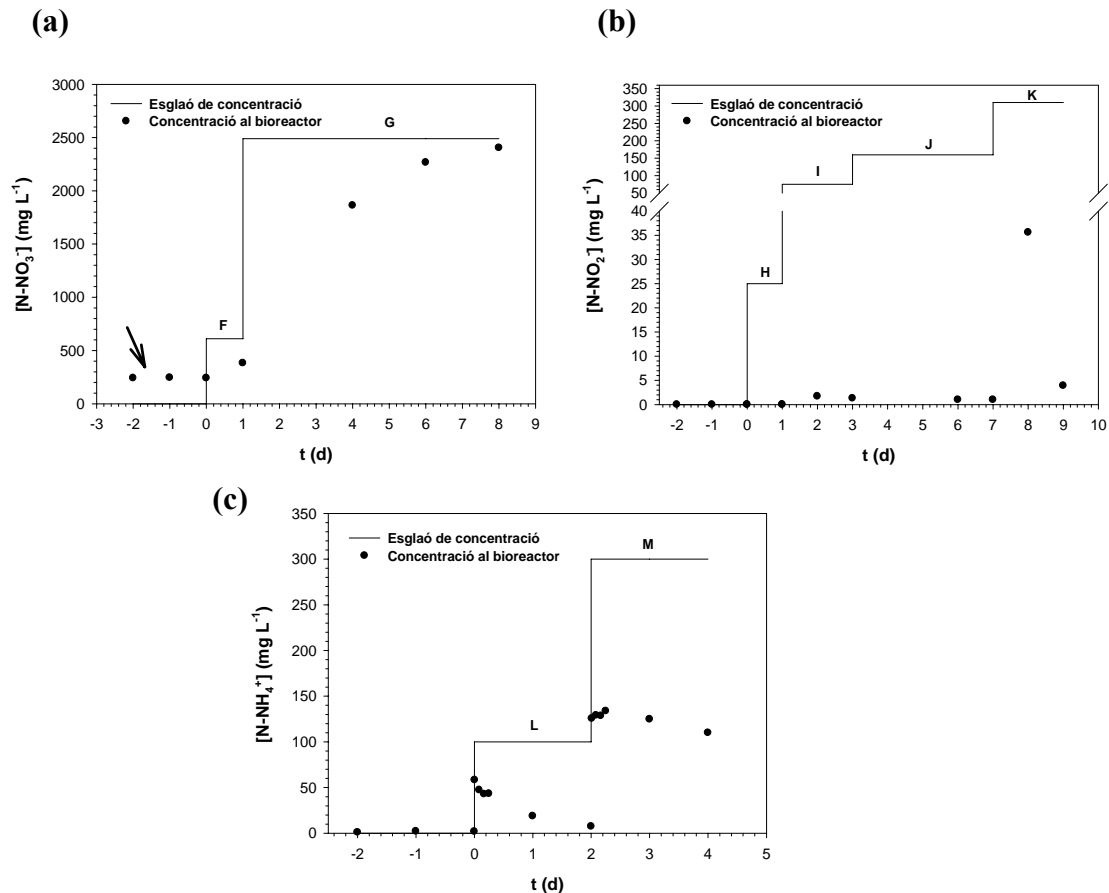 (a)
3000
2500
2000
1500
1000
500
0
[N-NO3-] (mg L-1)
Esglaó de concentració
Concentració al bioreactor
F
G
-3 -2 -1 0 1 2 3 4 5 6 7 8 9
t (d)
(b)
350
300
250
200
150
100
50
40
35
30
25
20
15
10
5
0
[N-NO2-] (mg L-1)
Esglaó de concentració
Concentració al bioreactor
H
I
J
K
-2 -1 0 1 2 3 4 5 6 7 8 9 10
t (d)
(c)
350
300
250
200
150
100
50
0
[N-NH4+] (mg L-1)
Esglaó de concentració
Concentració al bioreactor
L
M
-2 -1 0 1 2 3 4 5
t (d)